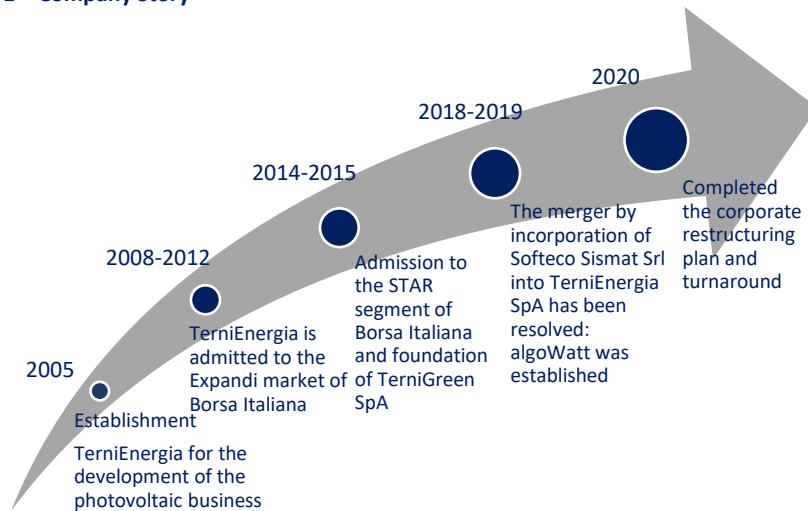 Company Story
2005
Establishment
TerniEnergia for the
development of the
photovoltaic business
2008-2012
TerniEnergia is
admitted to the
Expandi market of
Borsa Italiana
2014-2015
Admission to
the STAR
segment of
Borsa Italiana
and foundation
of TerniGreen
SpA
2018-2019
The merger by
incorporation of
Softeco Sismat Srl
into TerniEnergia
SpA has been
resolved:
algoWatt was
established
2020
Completed
the corporate
restructuring
plan and
turnaround